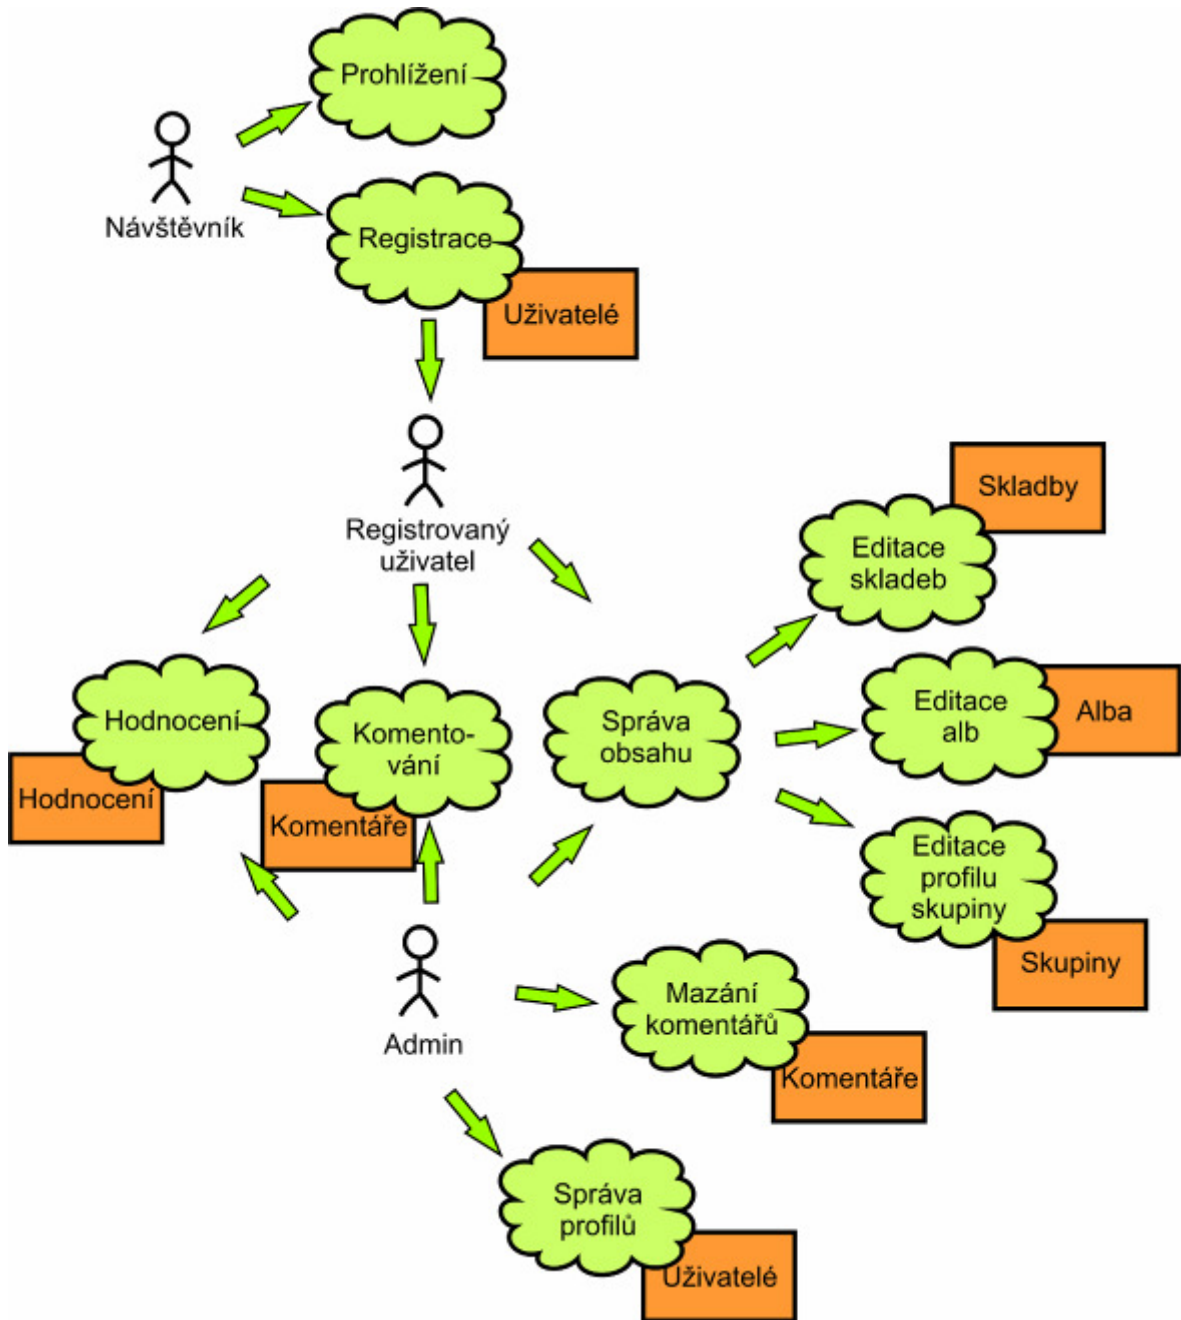 Prohlížení
Návštěvník
Registrace
Uživatelé
Registrovaný
uživatel
Skladby
Editace
skladeb
Hodnocení
Hodnocení
Komento-
vání
Komentáře
Správa
obsahu
Editace
alb
Alba
Editace
profilu
skupiny
Skupiny
Admin
Mazání
komentářů
Komentáře
Správa
profilů
Uživatelé